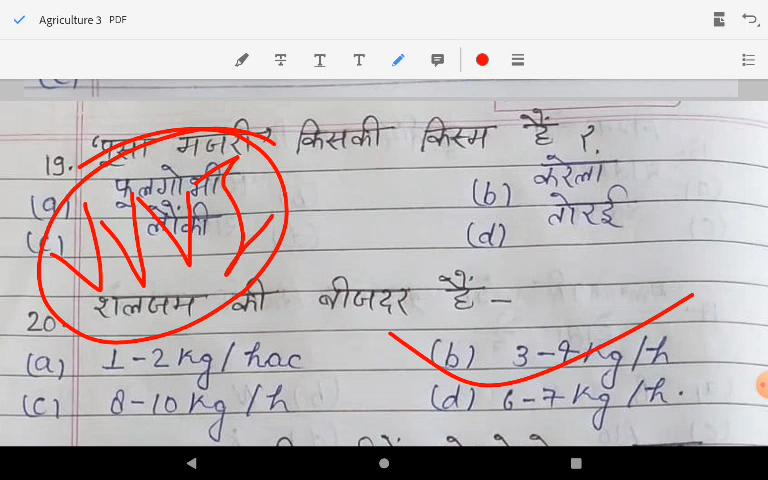 Agriculture 3 PDF
19. 'पूसा मंजरी' किसकी किस्म हैं ?
(a) फूलगोभी (b) करेला
(c) लौकी (d) तोरई
20. शलजम की बीजदर हैं -
(a) 1-2 kg/hac (b) 3-4 kg/h
(c) 8-10 kg/h (d) 6-7 kg/h.